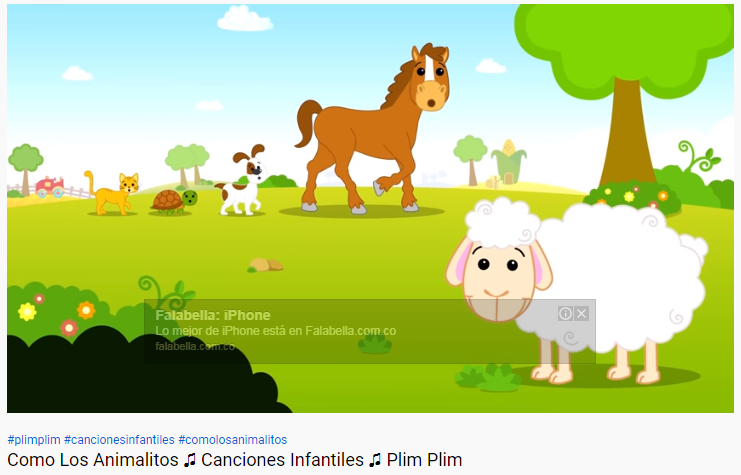 Falabella: iPhone
Lo mejor de iPhone está en Falabella.com.co
falabella.com.co
#plimplim #cancionesinfantiles #comolosanimalitos
Como Los Animalitos ♫ Canciones Infantiles ♫ Plim Plim